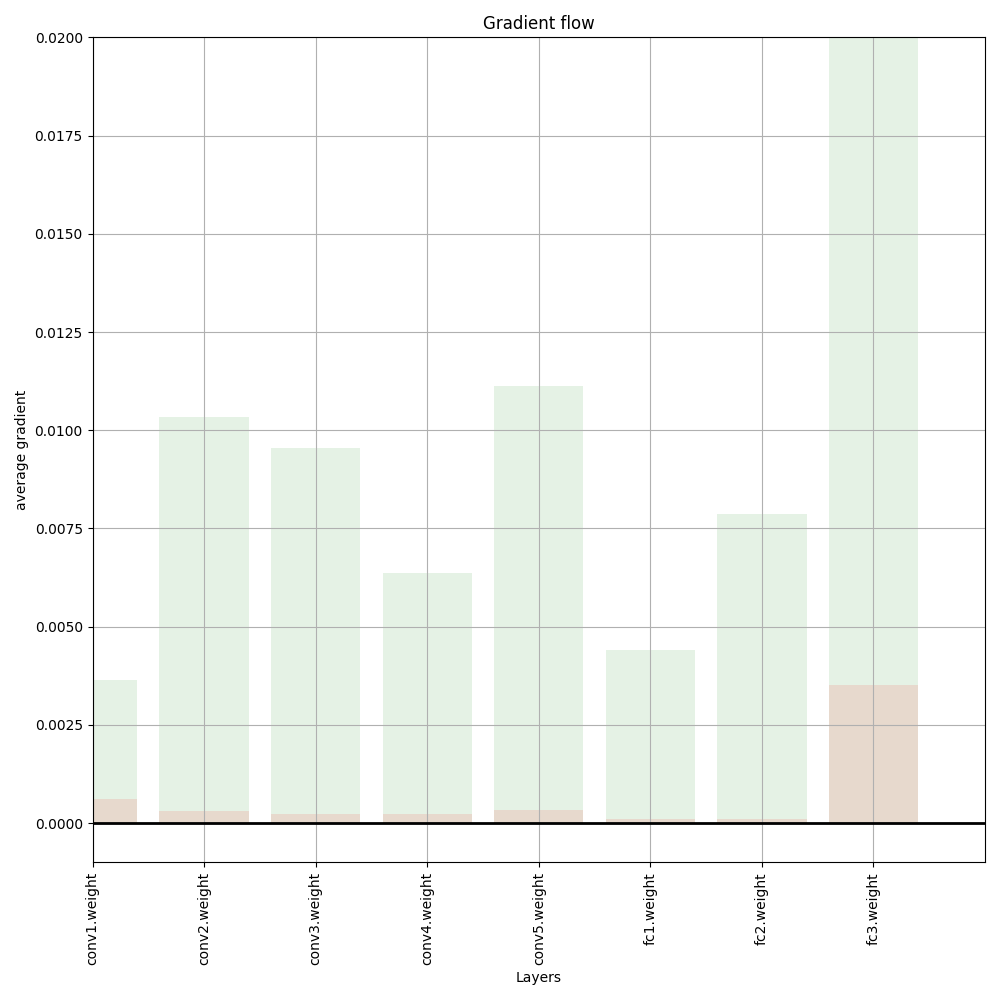 Gradient flow
0.0200
0.0175
0.0150
0.0125
0.0100
0.0075
0.0050
0.0025
0.0000
average gradient
conv1.weight
conv2.weight
conv3.weight
conv4.weight
conv5.weight
fc1.weight
fc2.weight
fc3.weight
Layers